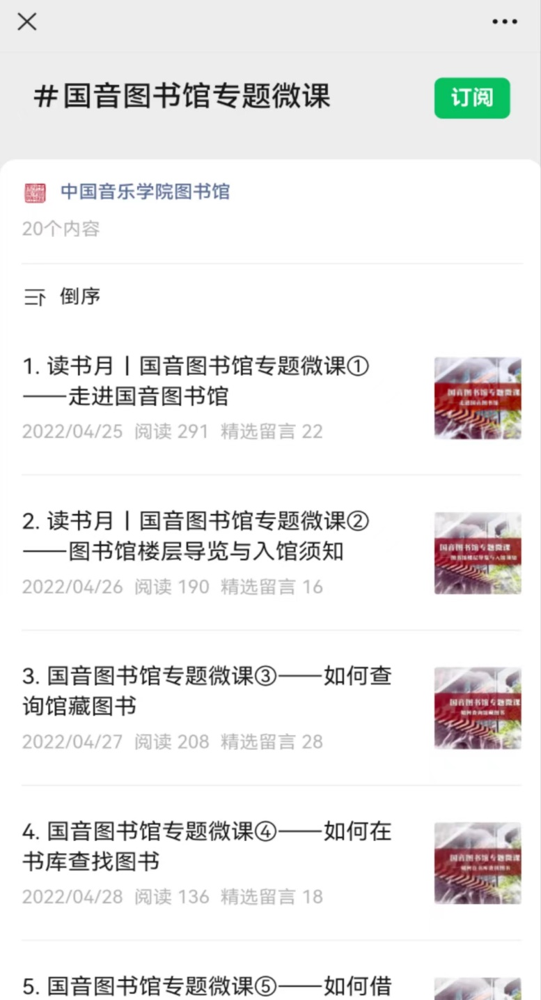 #国音图书馆专题微课
订阅
中国音乐学院图书馆
20个内容
倒序
1. 读书月丨国音图书馆专题微课①
——走进国音图书馆
国音图书馆专题微课
走进国音图书馆
2022/04/25 阅读 291 精选留言 22
2. 读书月丨国音图书馆专题微课②
——图书馆楼层导览与入馆须知
国音图书馆专题微课
图书馆楼层导览与入馆须知
2022/04/26 阅读 190 精选留言 16
3. 国音图书馆专题微课③——如何查
询馆藏图书
国音图书馆专题微课
如何查询馆藏图书
2022/04/27 阅读 208 精选留言 28
4. 国音图书馆专题微课④——如何在
书库查找图书
国音图书馆专题微课
如何在书库查找图书
2022/04/28 阅读 136 精选留言 18
5. 国音图书馆专题微课⑤——如何借